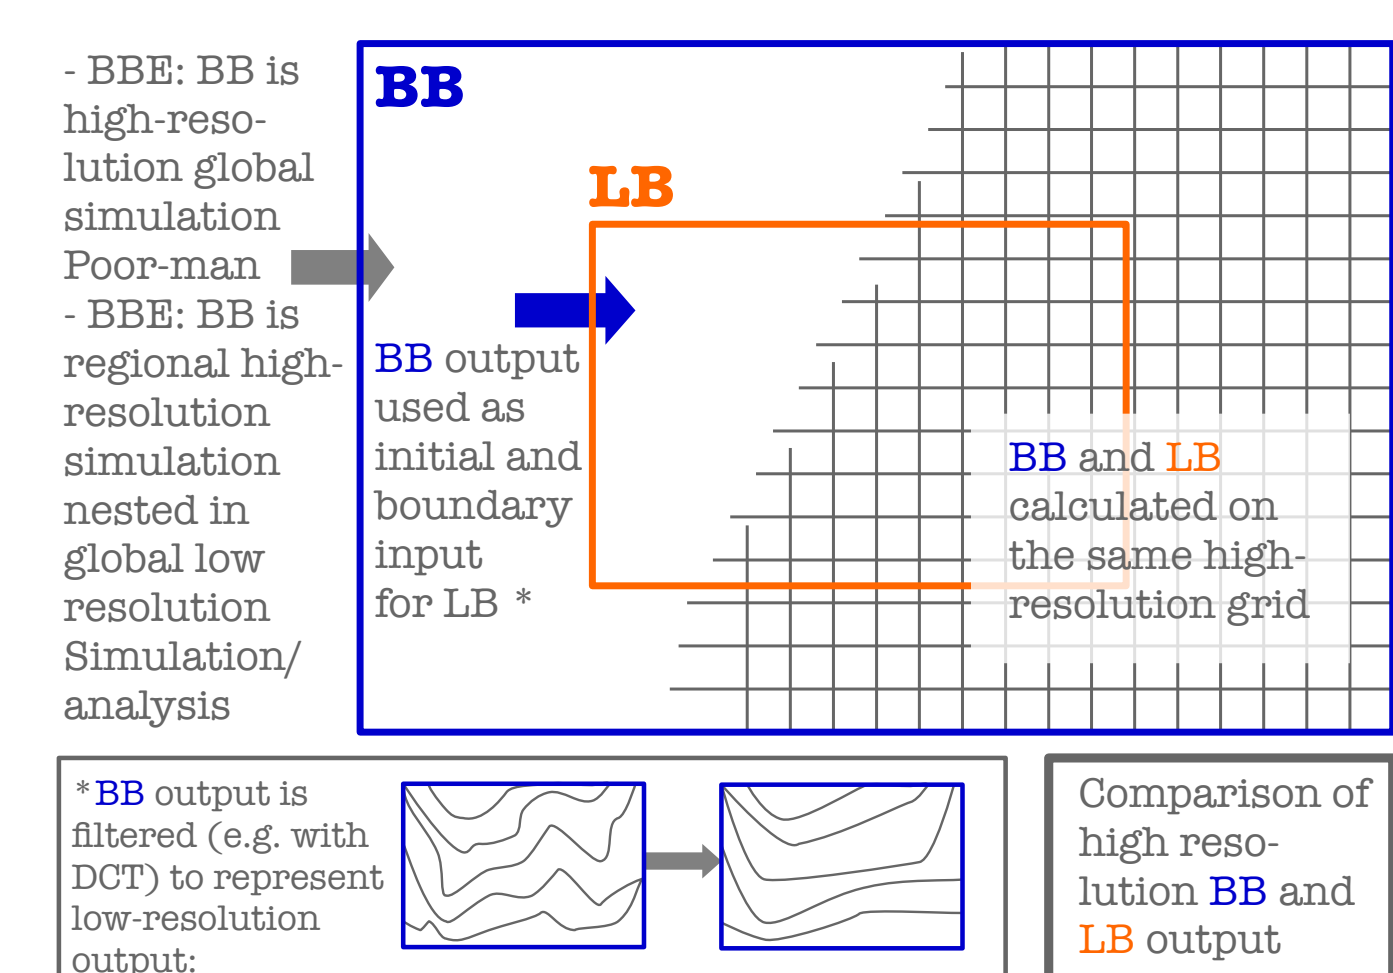 - BBE: BB is
high-reso-
lution global
simulation
Poor-man
- BBE: BB is
regional high-
resolution
simulation
nested in
global low
resolution
Simulation/
analysis
BB
LB
BB output
used as
initial and
boundary
input
for LB *
BB and LB
calculated on
the same high-
resolution grid
*BB output is
filtered (e.g. with
DCT) to represent
low-resolution
output:
Comparison of
high reso-
lution BB and
LB output